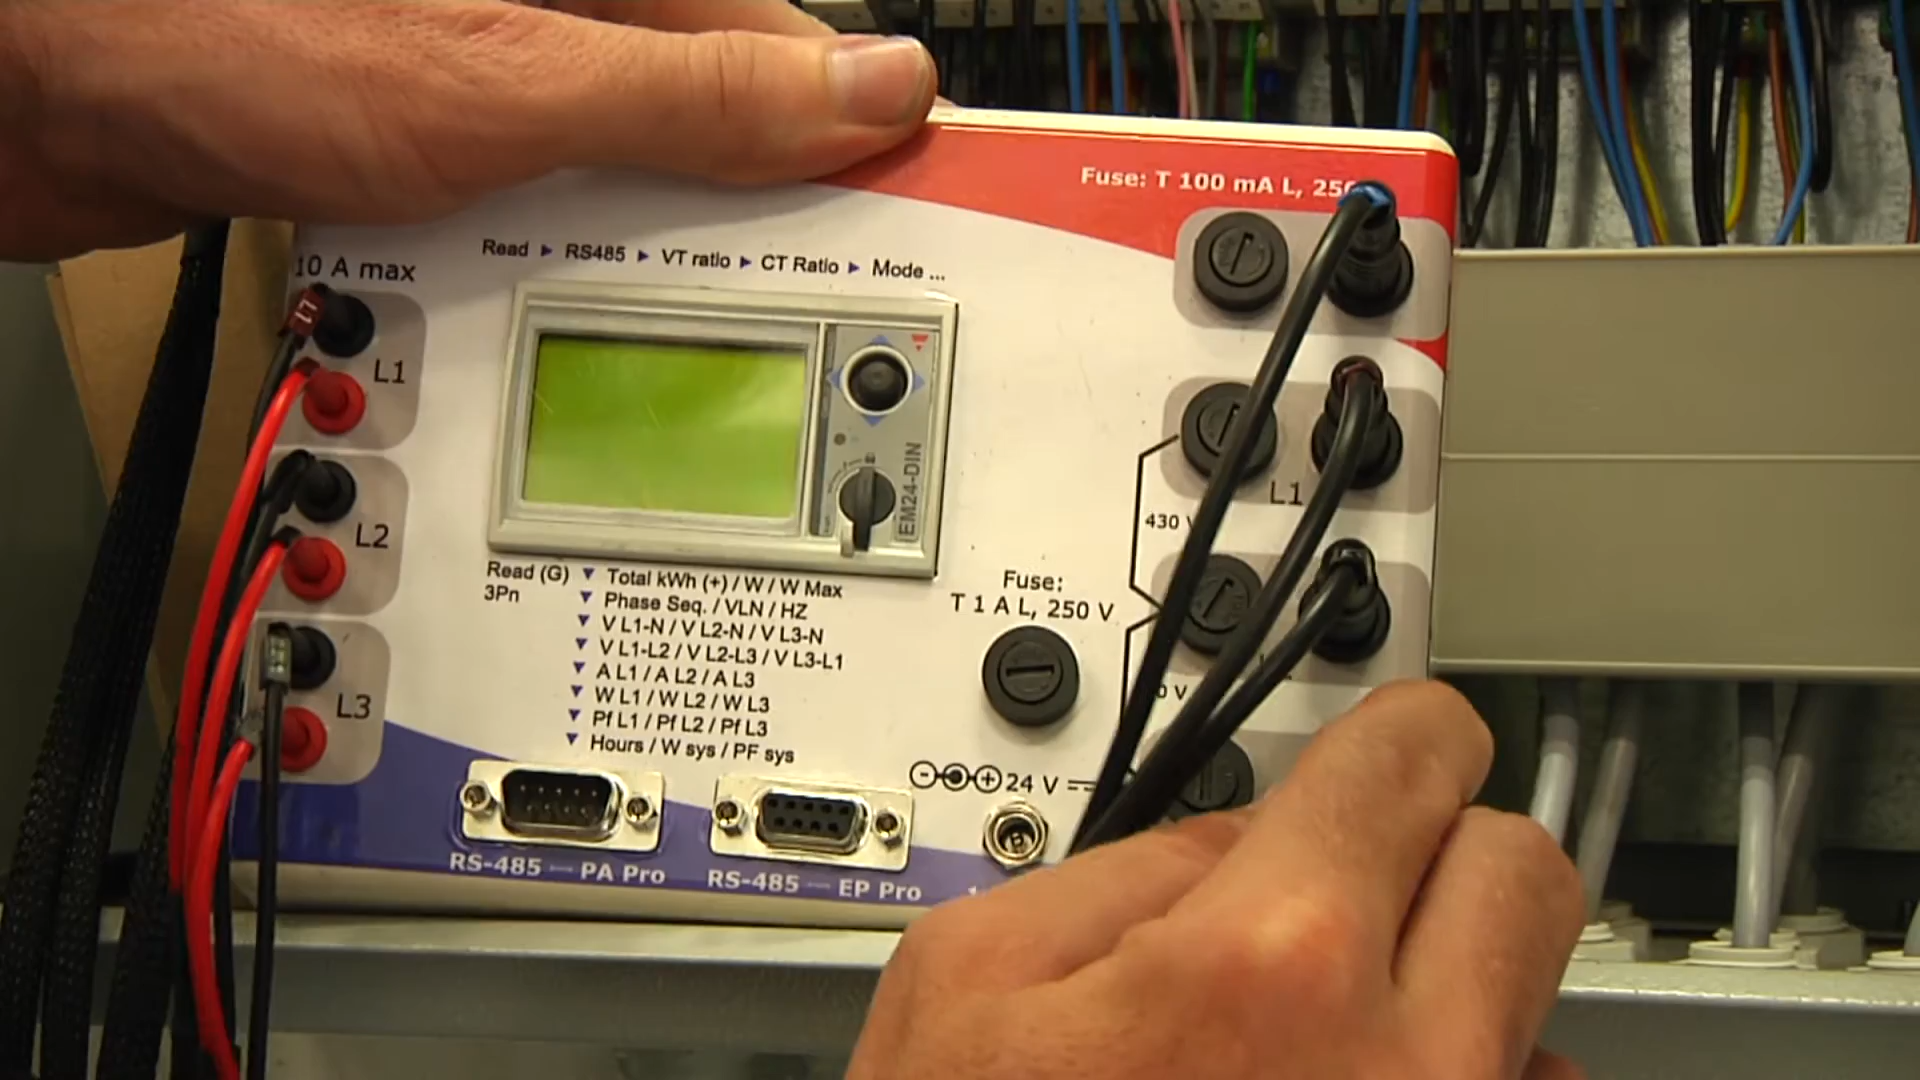 Fuse: T 100 mA L, 25
Read ▶ RS485 ▶ VT ratio ▶ CT Ratio ▶ Mode ...
10 A max
L1
L1
L2
L3
EM24-DIN
Read (G)
3Pn
▼ Total kWh (+) / W / W Max
▼ Phase Seq. / VLN / HZ
▼ V L1-N / V L2-N / V L3-N
▼ V L1-L2 / V L2-L3 / V L3-L1
▼ A L1 / A L2 / A L3
▼ W L1 / W L2 / W L3
▼ Pf L1 / Pf L2 / Pf L3
▼ Hours / W sys / PF sys
Fuse:
T 1 A L, 250 V
L1
430 V
0 V
24 V
RS-485 — PA Pro
RS-485 — EP Pro